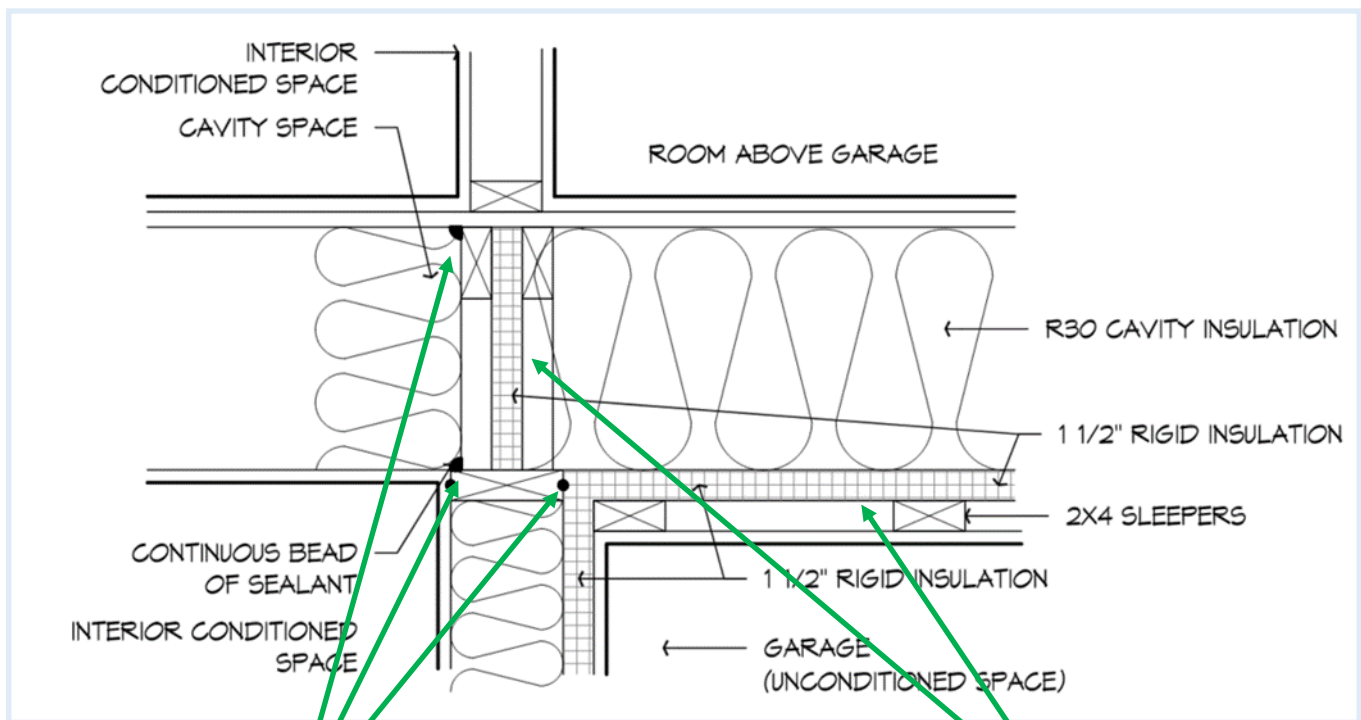 INTERIOR
CONDITIONED SPACE
CAVITY SPACE
ROOM ABOVE GARAGE
R30 CAVITY INSULATION
1 1/2" RIGID INSULATION
2X4 SLEEPERS
CONTINUOUS BEAD
OF SEALANT
1 1/2" RIGID INSULATION
INTERIOR CONDITIONED
SPACE
GARAGE
(UNCONDITIONED SPACE)